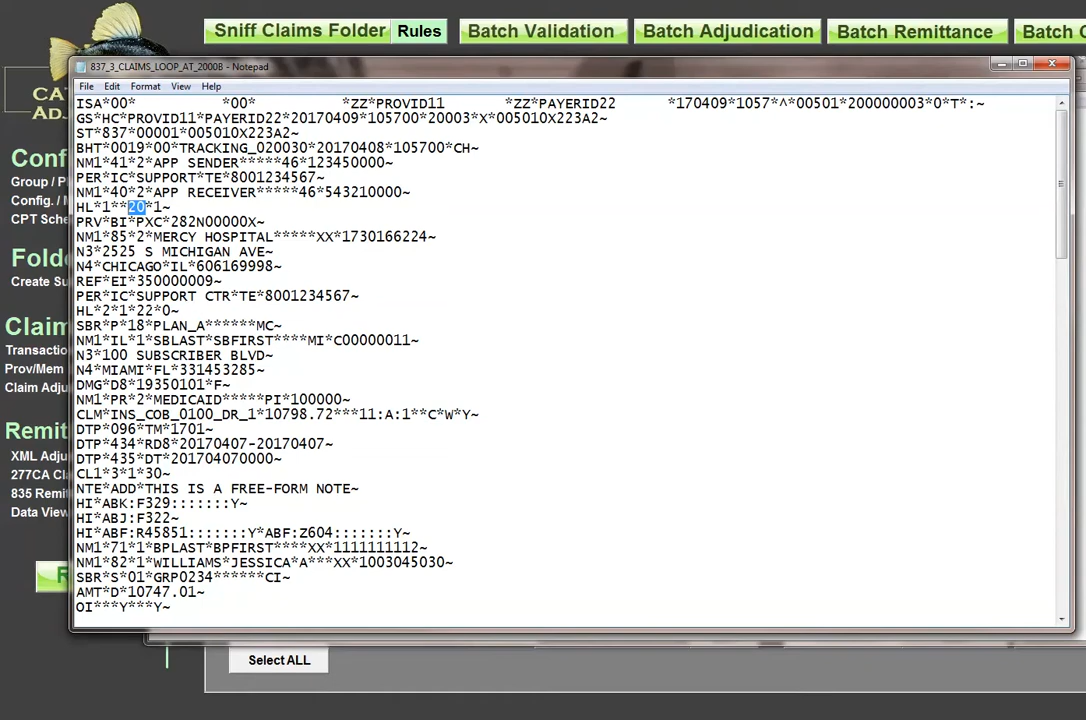 Sniff Claims Folder Rules Batch Validation Batch Adjudication Batch Remittance Batch C
837_3_CLAIMS_LOOP_AT_2000B - Notepad
File Edit Format View Help
CA
ADJ
Conf
Group / P
Config. / M
CPT Sche
Folde
Create Su
Claim
Transactio
Prov/Mem
Claim Adju
Remit
XML Adju
277CA Cl
835 Remit
Data View
R
ISA*00* *00* *ZZ*PROVID11 *ZZ*PAYERID22 *170409*1057*^*00501*200000003*0*T*:~
GS*HC*PROVID11*PAYERID22*20170409*105700*20003*X*005010X223A2~
ST*837*00001*005010X223A2~
BHT*0019*00*TRACKING_020030*20170408*105700*CH~
NM1*41*2*APP SENDER*****46*123450000~
PER*IC*SUPPORT*TE*8001234567~
NM1*40*2*APP RECEIVER*****46*543210000~
HL*1**20*1~
PRV*BI*PXC*282N00000X~
NM1*85*2*MERCY HOSPITAL*****XX*1730166224~
N3*2525 S MICHIGAN AVE~
N4*CHICAGO*IL*606169998~
REF*EI*350000009~
PER*IC*SUPPORT CTR*TE*8001234567~
HL*2*1*22*0~
SBR*P*18*PLAN_A******MC~
NM1*IL*1*SBLAST*SBFIRST****MI*C00000011~
N3*100 SUBSCRIBER BLVD~
N4*MIAMI*FL*331453285~
DMG*D8*19350101*F~
NM1*PR*2*MEDICAID*****PI*100000~
CLM*INS_COB_0100_DR_1*10798.72***11:A:1**C*W*Y~
DTP*096*TM*1701~
DTP*434*RD8*20170407-20170407~
DTP*435*DT*201704070000~
CL1*3*1*30~
NTE*ADD*THIS IS A FREE-FORM NOTE~
HI*ABK:F329:::::::Y~
HI*ABJ:F322~
HI*ABF:R45851:::::::Y*ABF:Z604:::::::Y~
NM1*71*1*BPLAST*BPFIRST****XX*1111111112~
NM1*82*1*WILLIAMS*JESSICA*A***XX*1003045030~
SBR*S*01*GRP0234******CI~
AMT*D*10747.01~
OI***Y***Y~
Select ALL